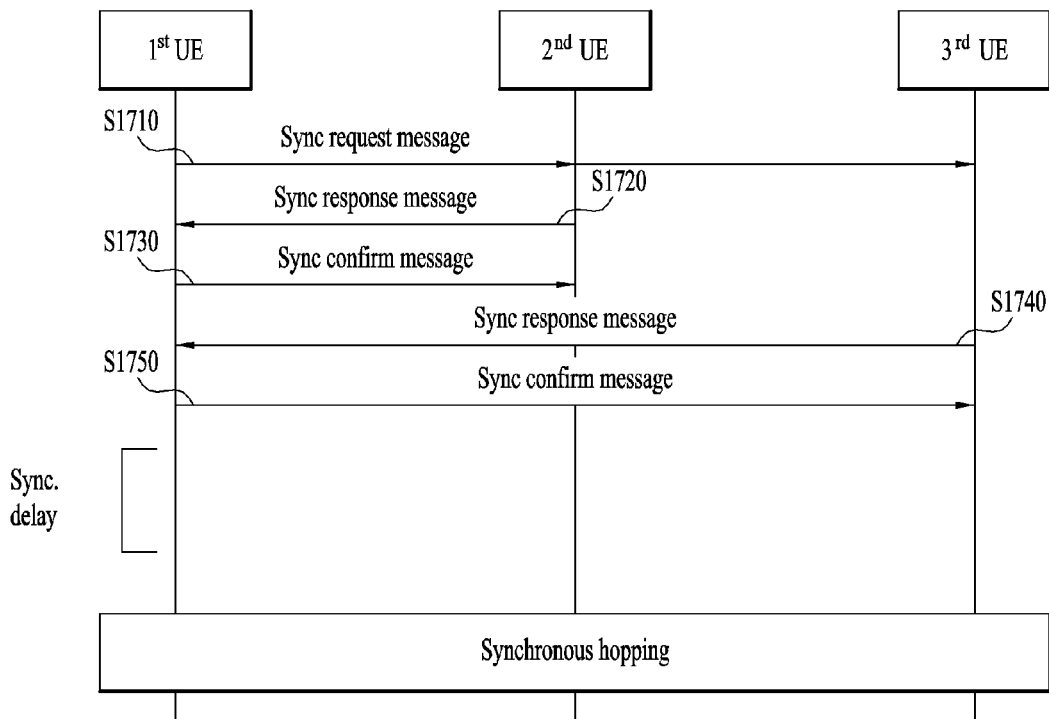 1st UE
2nd UE
3rd UE
S1710
Sync request message
S1720
Sync response message
S1730
Sync confirm message
S1740
Sync response message
S1750
Sync confirm message
Sync.
delay
Synchronous hopping